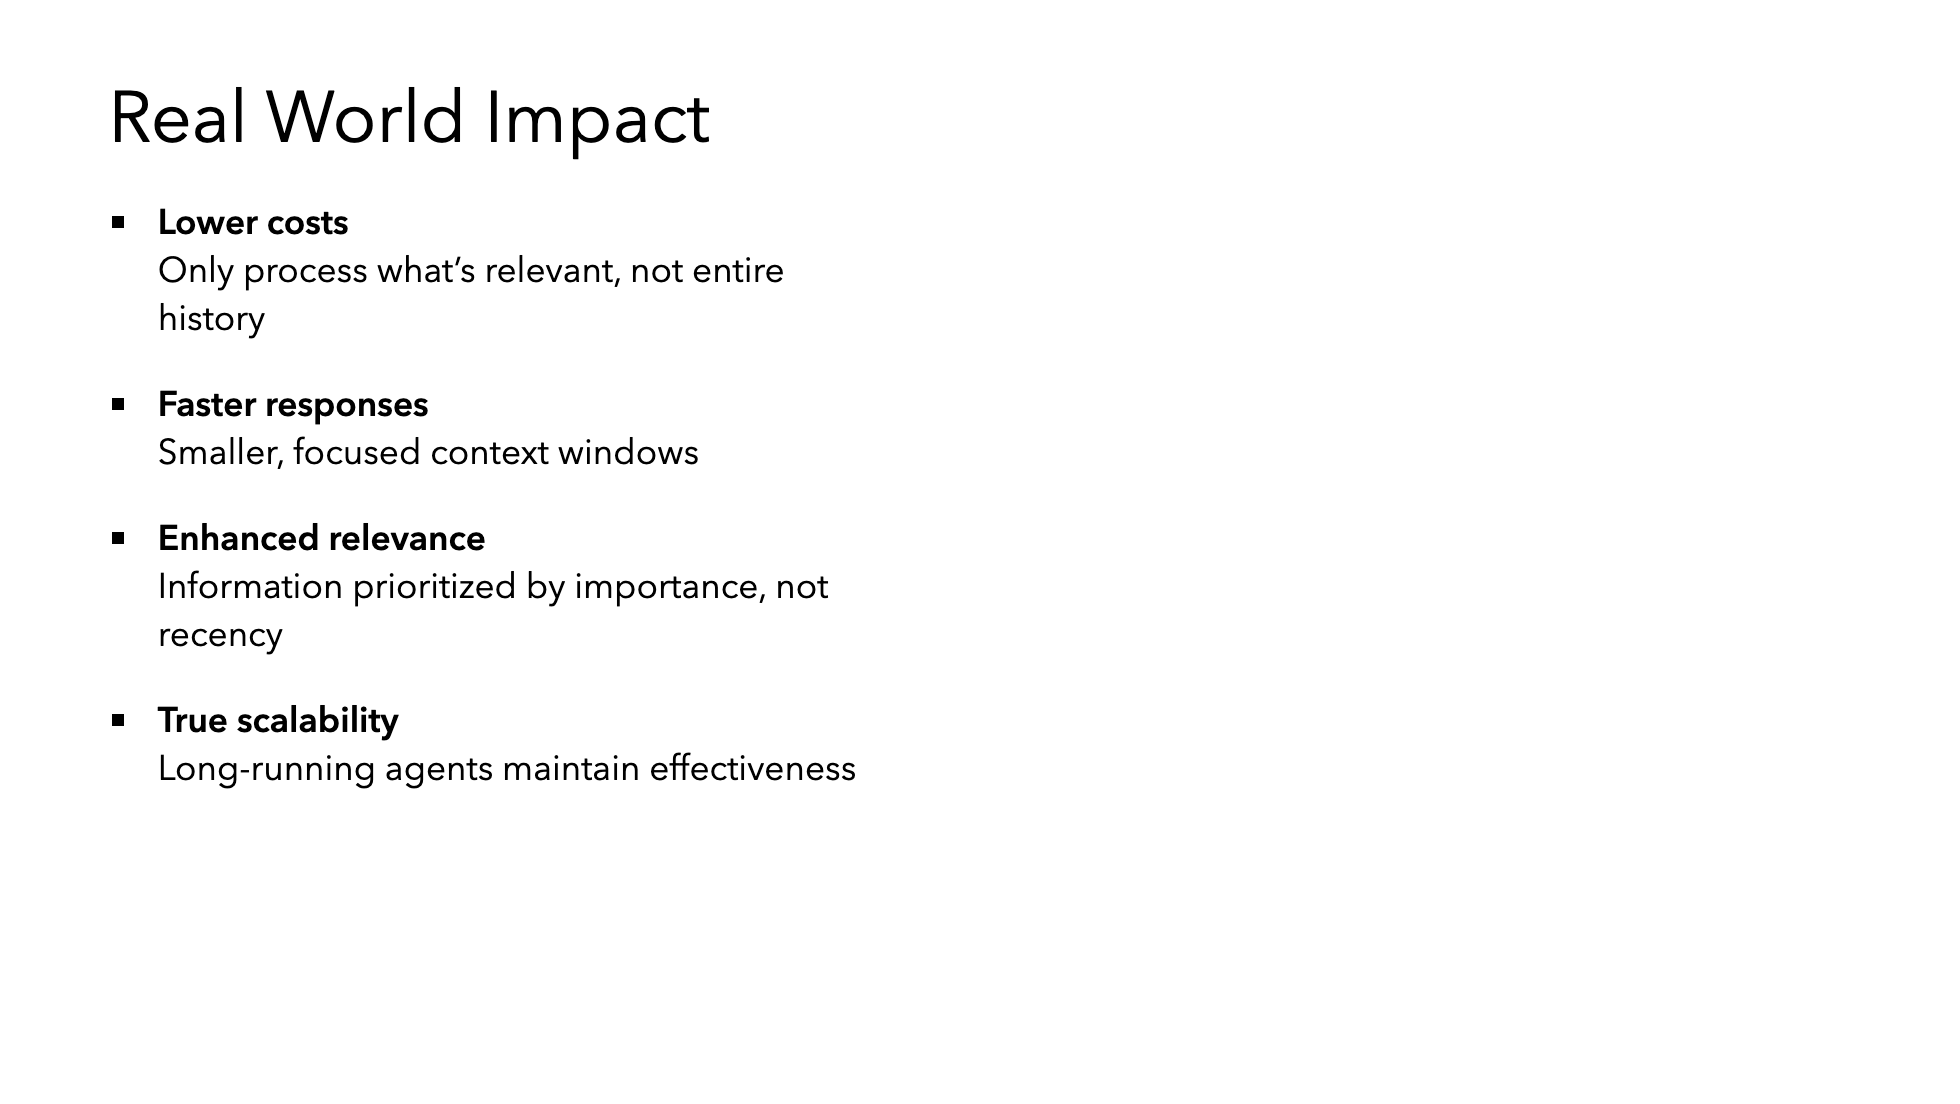 Real World Impact
▪ Lower costs
Only process what’s relevant, not entire
history
▪ Faster responses
Smaller, focused context windows
▪ Enhanced relevance
Information prioritized by importance, not
recency
▪ True scalability
Long-running agents maintain effectiveness